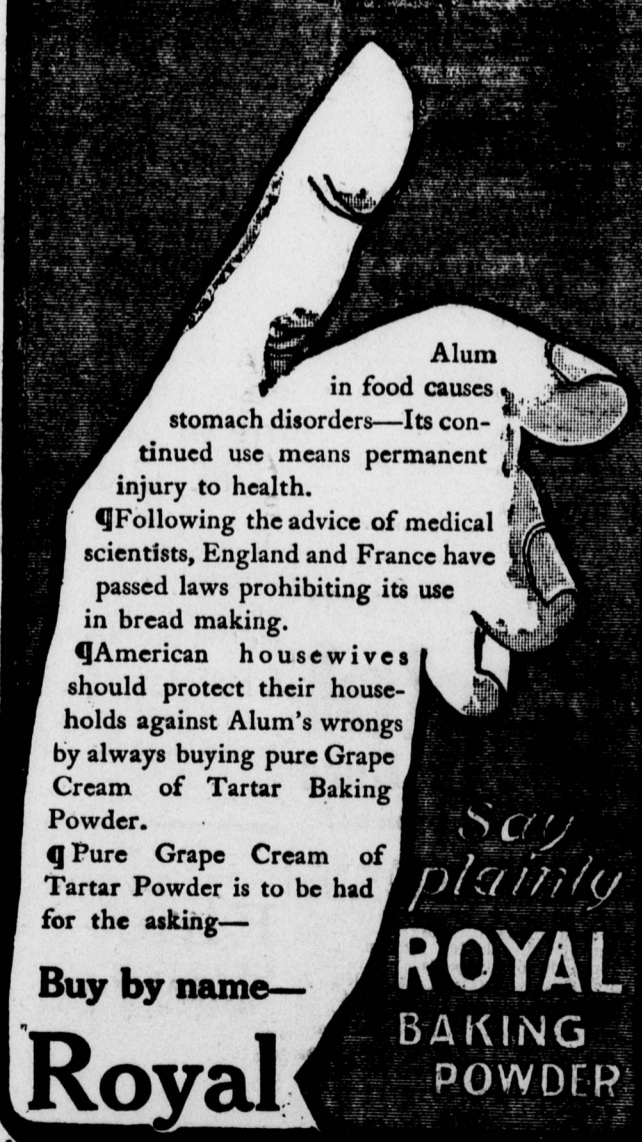 Alum
in food causes
stomach disorders—Its con-
tinued use means permanent
injury to health.
¶Following the advice of medical
scientists, England and France have
passed laws prohibiting its use
in bread making.
¶American housewives
should protect their house-
holds against Alum's wrongs
by always buying pure Grape
Cream of Tartar Baking
Powder.
¶Pure Grape Cream of
Tartar Powder is to be had
for the asking—
Buy by name—
Royal
Say
plainly
ROYAL
BAKING
POWDER